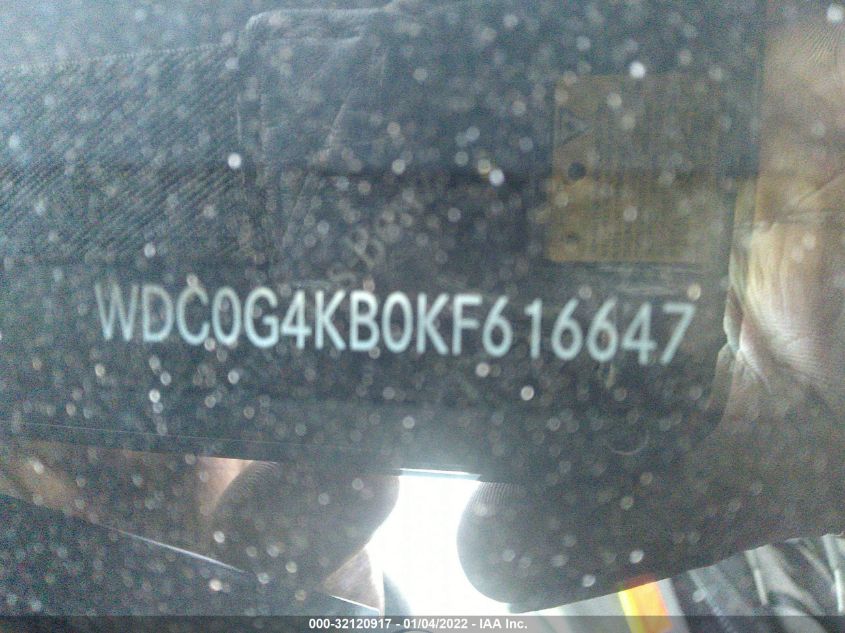 WDC0G4KB0KF616647
000-32120917 - 01/04/2022 - IAA Inc.